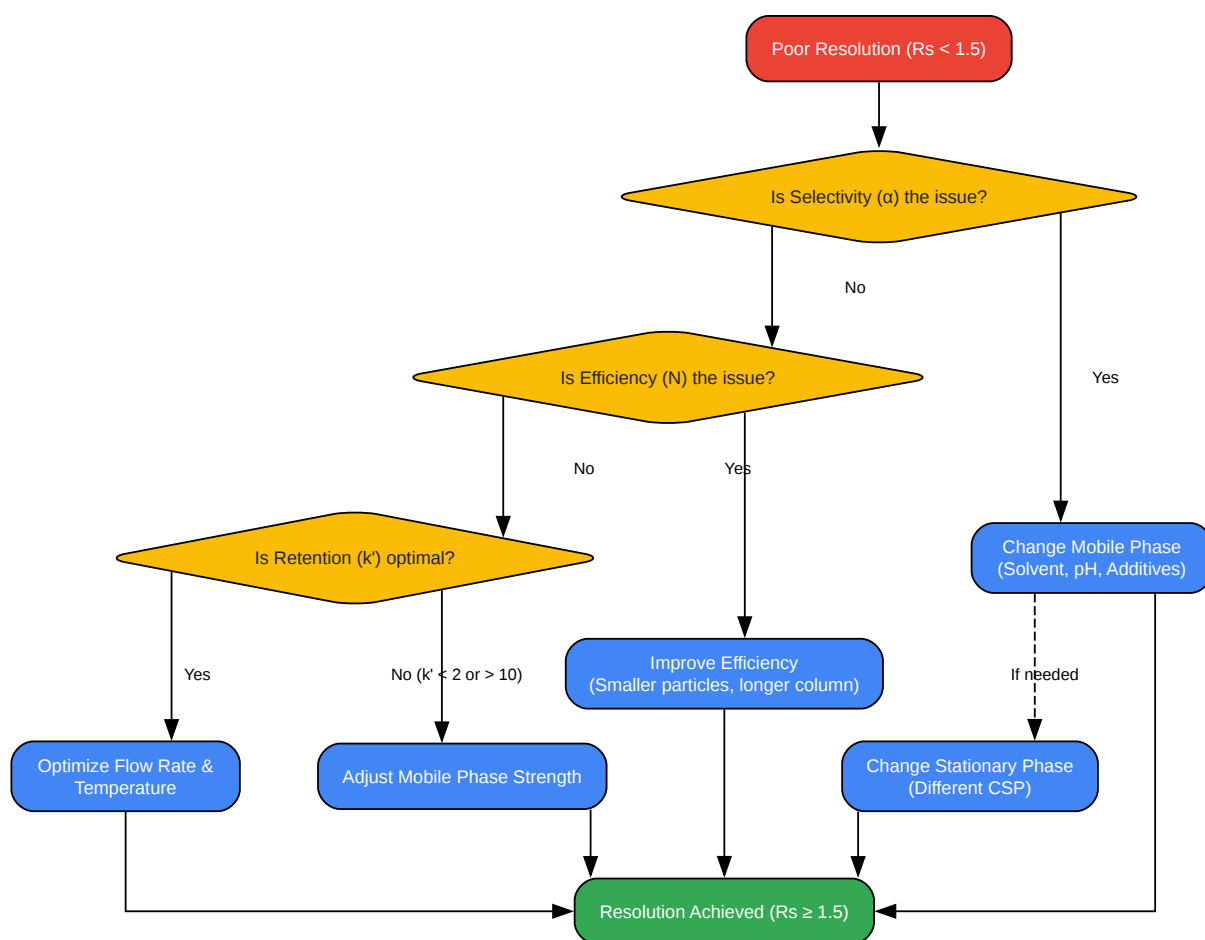 Poor Resolution (Rs < 1.5)
Is Selectivity (α) the issue?
No
Is Efficiency (N) the issue?
Yes
No
Yes
Change Mobile Phase
(Solvent, pH, Additives)
Is Retention (k') optimal?
Yes
No (k' < 2 or > 10)
Improve Efficiency
(Smaller particles, longer column)
If needed
Optimize Flow Rate &
Temperature
Adjust Mobile Phase Strength
Change Stationary Phase
(Different CSP)
Resolution Achieved (Rs ≥ 1.5)